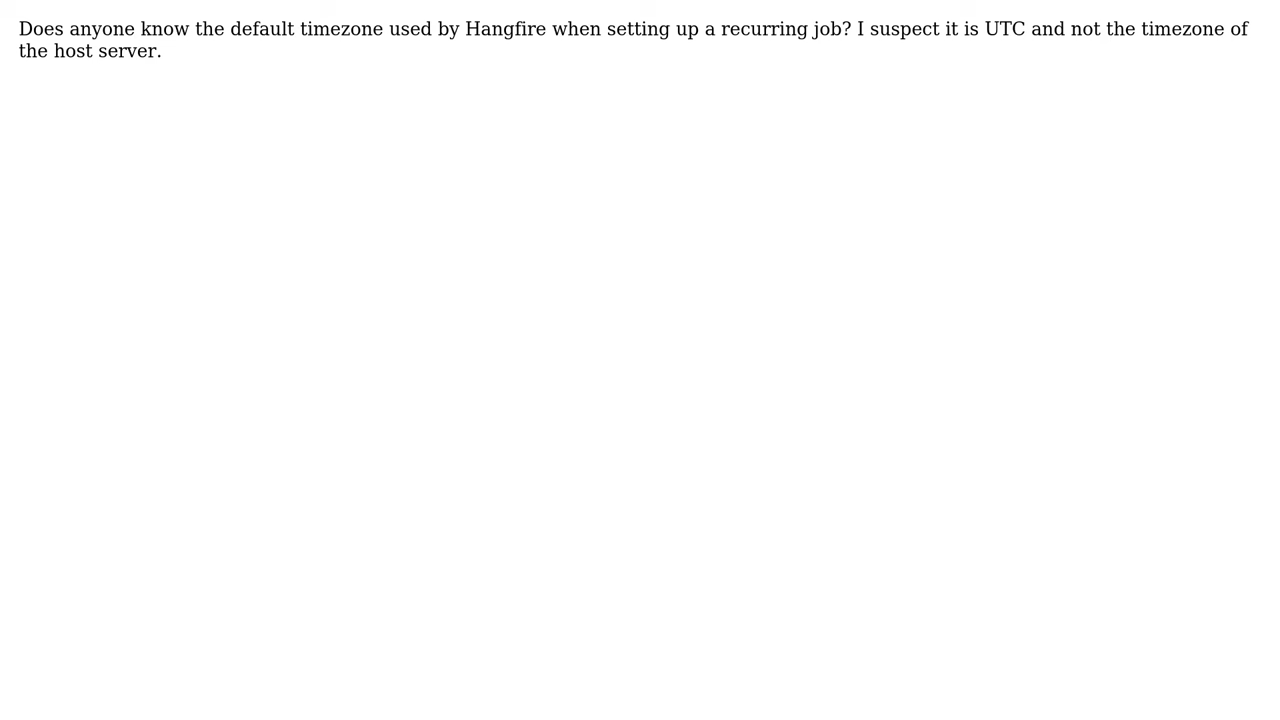 Does anyone know the default timezone used by Hangfire when setting up a recurring job? I suspect it is UTC and not the timezone of
the host server.